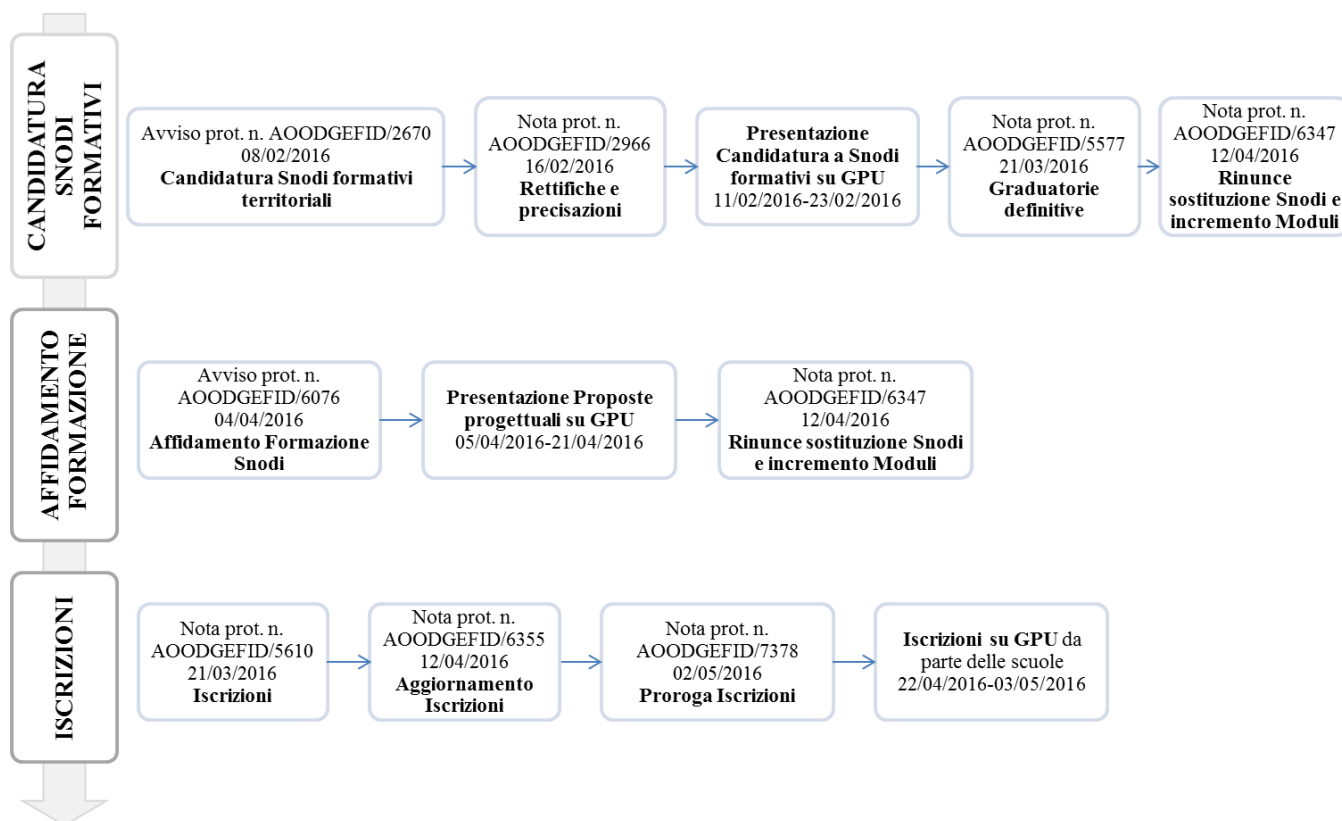 CANDIDATURA
SNODI
FORMATIVI
Avviso prot. n. AOODGEFID/2670
08/02/2016
Candidatura Snodi formativi
territoriali
Nota prot. n.
AOODGEFID/2966
16/02/2016
Rettifiche e
precisazioni
Presentazione
Candidatura a Snodi
formativi su GPU
11/02/2016-23/02/2016
Nota prot. n.
AOODGEFID/5577
21/03/2016
Graduatorie
definitive
Nota prot. n.
AOODGEFID/6347
12/04/2016
Rinunce
sostituzione Snodi e
incremento Moduli
AFFIDAMENTO
FORMAZIONE
Avviso prot. n.
AOODGEFID/6076
04/04/2016
Affidamento Formazione
Snodi
Presentazione Proposte
progettuali su GPU
05/04/2016-21/04/2016
Nota prot. n.
AOODGEFID/6347
12/04/2016
Rinunce sostituzione Snodi
e incremento Moduli
ISCRIZIONI
Nota prot. n.
AOODGEFID/5610
21/03/2016
Iscrizioni
Nota prot. n.
AOODGEFID/6355
12/04/2016
Aggiornamento
Iscrizioni
Nota prot. n.
AOODGEFID/7378
02/05/2016
Proroga Iscrizioni
Iscrizioni su GPU da
parte delle scuole
22/04/2016-03/05/2016